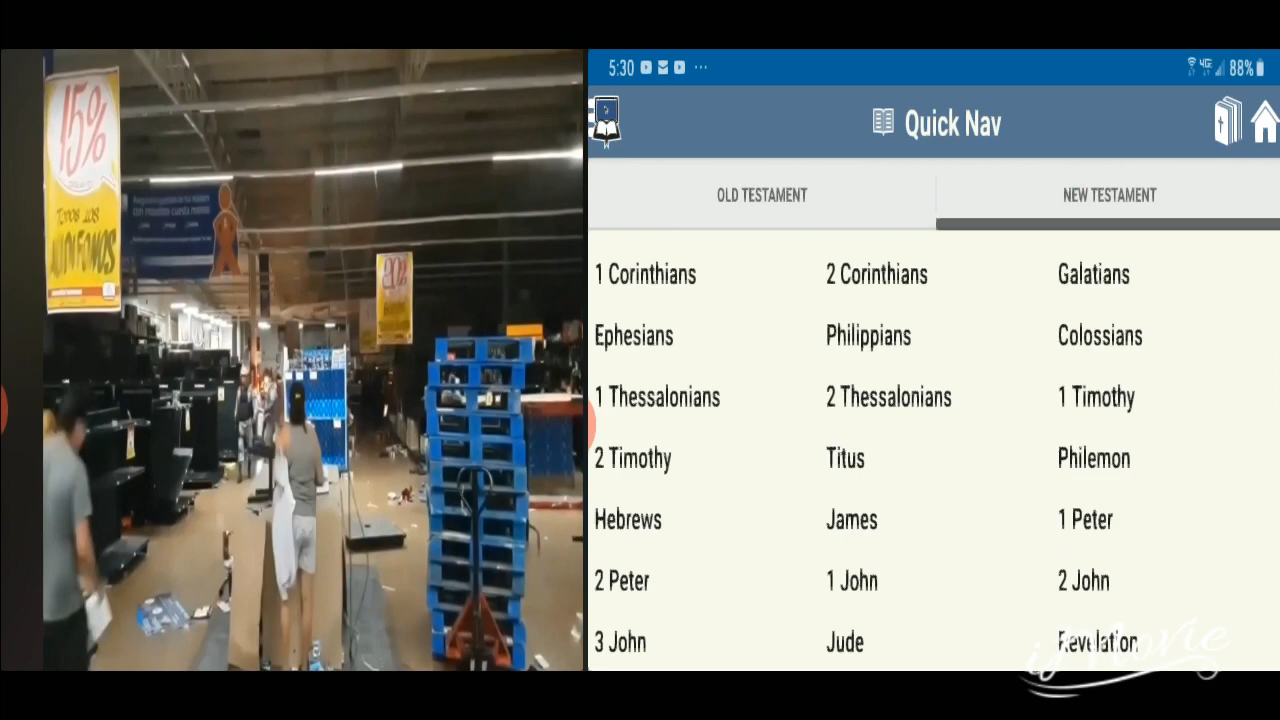 15%
TODOS LOS
20%
5:30
88%
Quick Nav
OLD TESTAMENT
NEW TESTAMENT
1 Corinthians
2 Corinthians
Galatians
Ephesians
Philippians
Colossians
1 Thessalonians
2 Thessalonians
1 Timothy
2 Timothy
Titus
Philemon
Hebrews
James
1 Peter
2 Peter
1 John
2 John
3 John
Jude
Revelation
iMovie